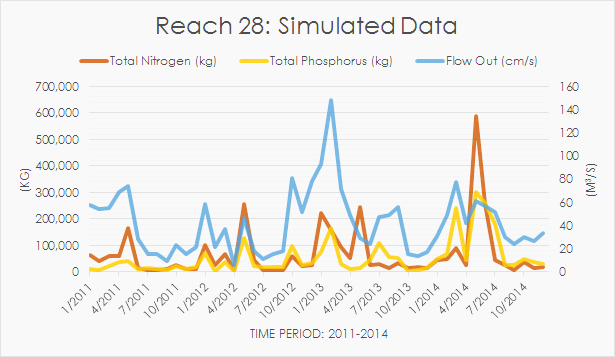 Reach 28: Simulated Data
Total Nitrogen (kg) Total Phosphorus (kg) Flow Out (cm/s)
700,000 160
600,000 140
500,000 120
400,000 100
300,000 80
200,000 60
100,000 40
0 20
0
(KG)
(M³/S)
1/2011 4/2011 7/2011 10/2011 1/2012 4/2012 7/2012 10/2012 1/2013 4/2013 7/2013 10/2013 1/2014 4/2014 7/2014 10/2014
TIME PERIOD: 2011-2014